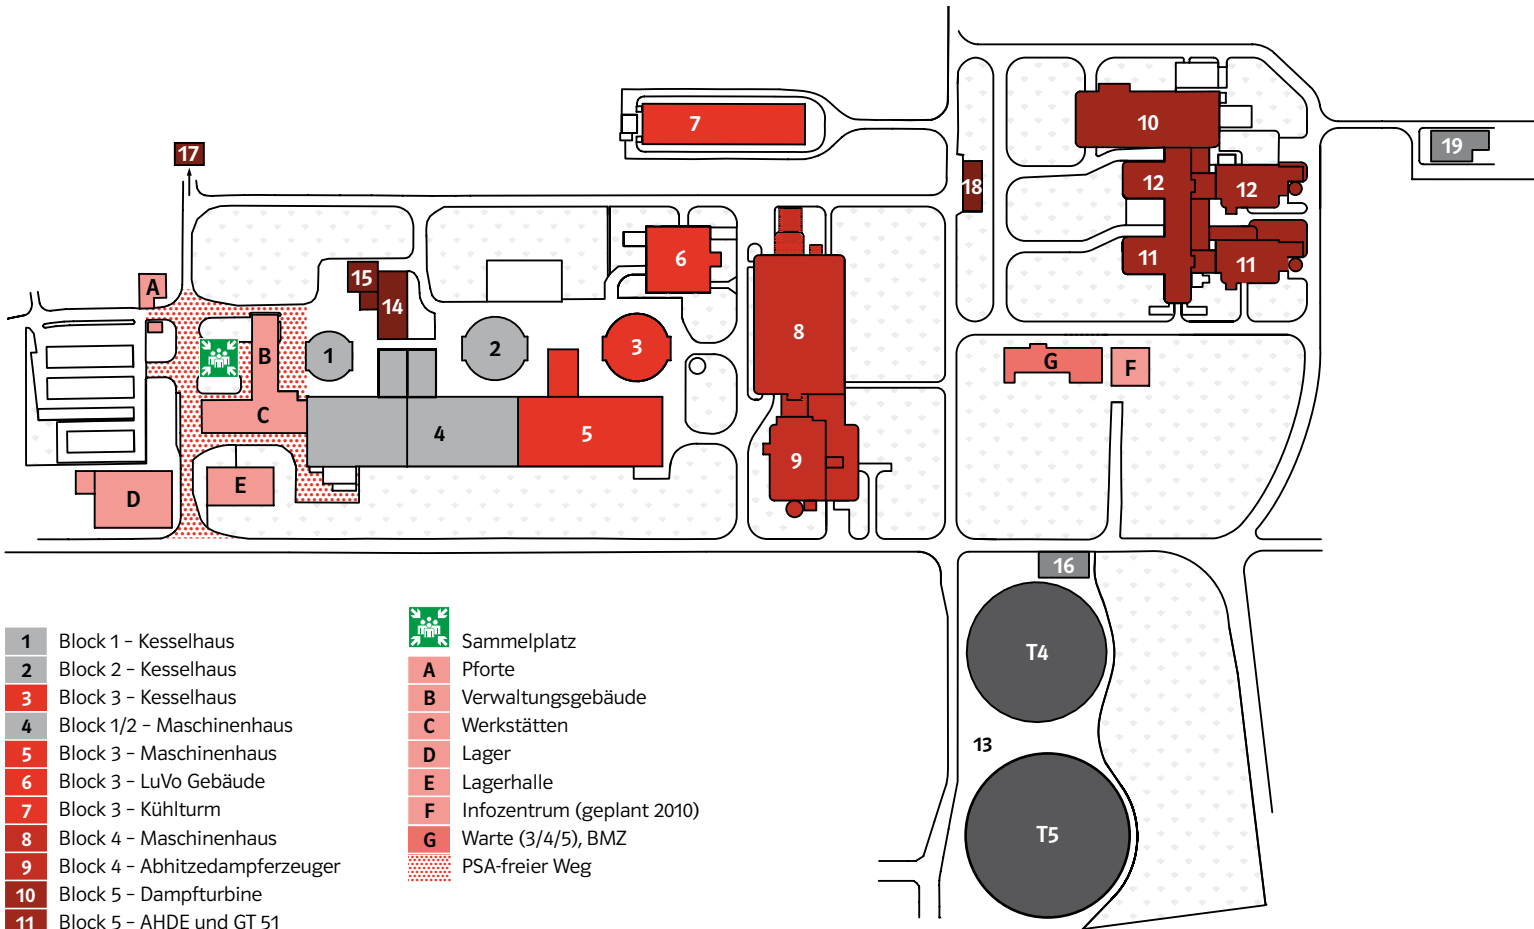 7
10
19
17
12
12
18
6
11
11
A
15
14
8
B
1
2
3
G
F
C
4
5
9
E
D
16
T4
13
T5
1 Block 1 – Kesselhaus
2 Block 2 – Kesselhaus
3 Block 3 – Kesselhaus
4 Block 1/2 – Maschinenhaus
5 Block 3 – Maschinenhaus
6 Block 3 – LuVo Gebäude
7 Block 3 – Kühlturm
8 Block 4 – Maschinenhaus
9 Block 4 – Abhitzedampferzeuger
10 Block 5 – Dampfturbine
11 Block 5 – AHDE und GT 51
Sammelplatz
A Pforte
B Verwaltungsgebäude
C Werkstätten
D Lager
E Lagerhalle
F Infozentrum (geplant 2010)
G Warte (3/4/5), BMZ
PSA-freier Weg